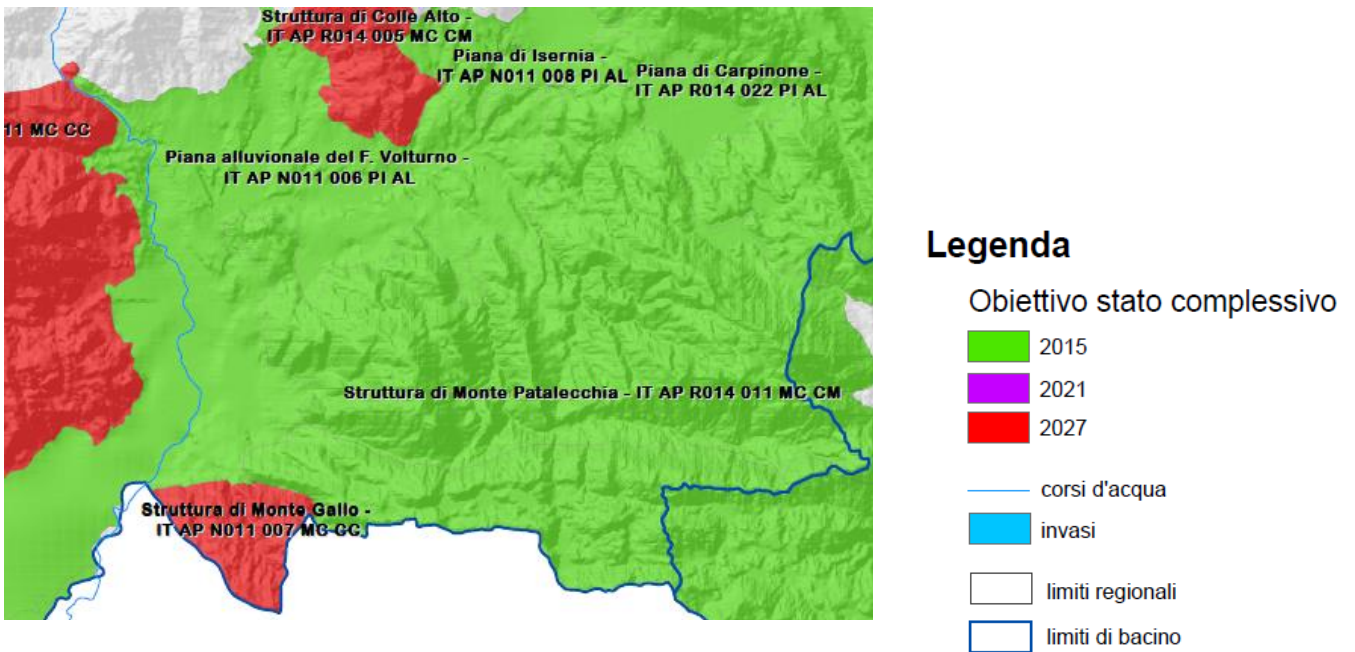 Struttura di Colle Alto -
IT AP R014 005 MC CM
Piana di Isernia -
IT AP N011 008 PI AL
Piana di Carpinone -
IT AP R014 022 PI AL
11 MC CC
Piana alluvionale del F. Volturno -
IT AP N011 006 PI AL
Struttura di Monte Patalecchia - IT AP R014 011 MC CM
Struttura di Monte Gallo -
IT AP N011 007 MC CC
Legenda
Obiettivo stato complessivo
2015
2021
2027
corsi d'acqua
invasi
limiti regionali
limiti di bacino